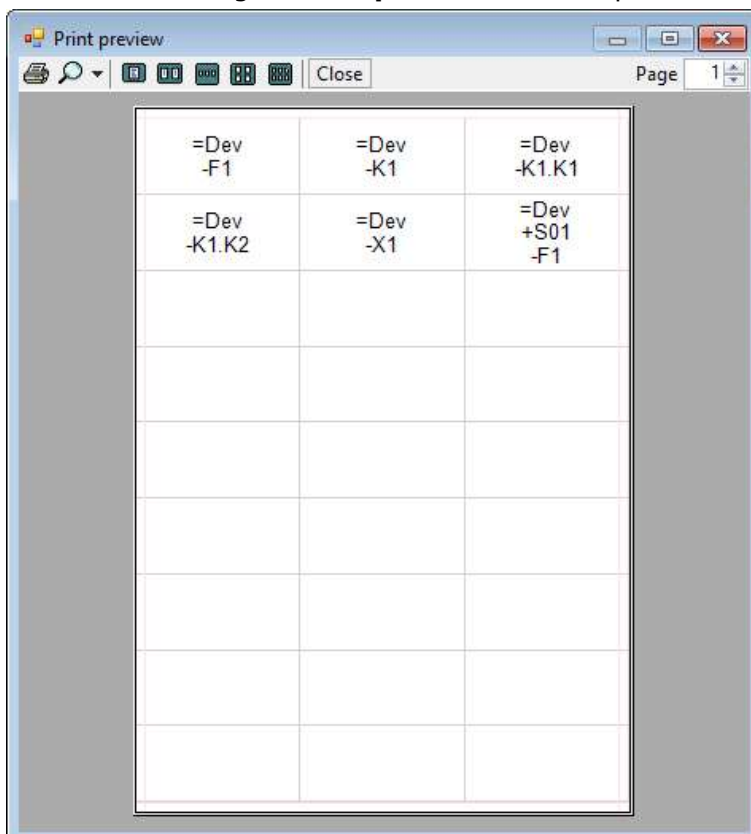 Print preview
Close
Page 1
=Dev
-F1
=Dev
-K1
=Dev
-K1.K1
=Dev
-K1.K2
=Dev
-X1
=Dev
+S01
-F1